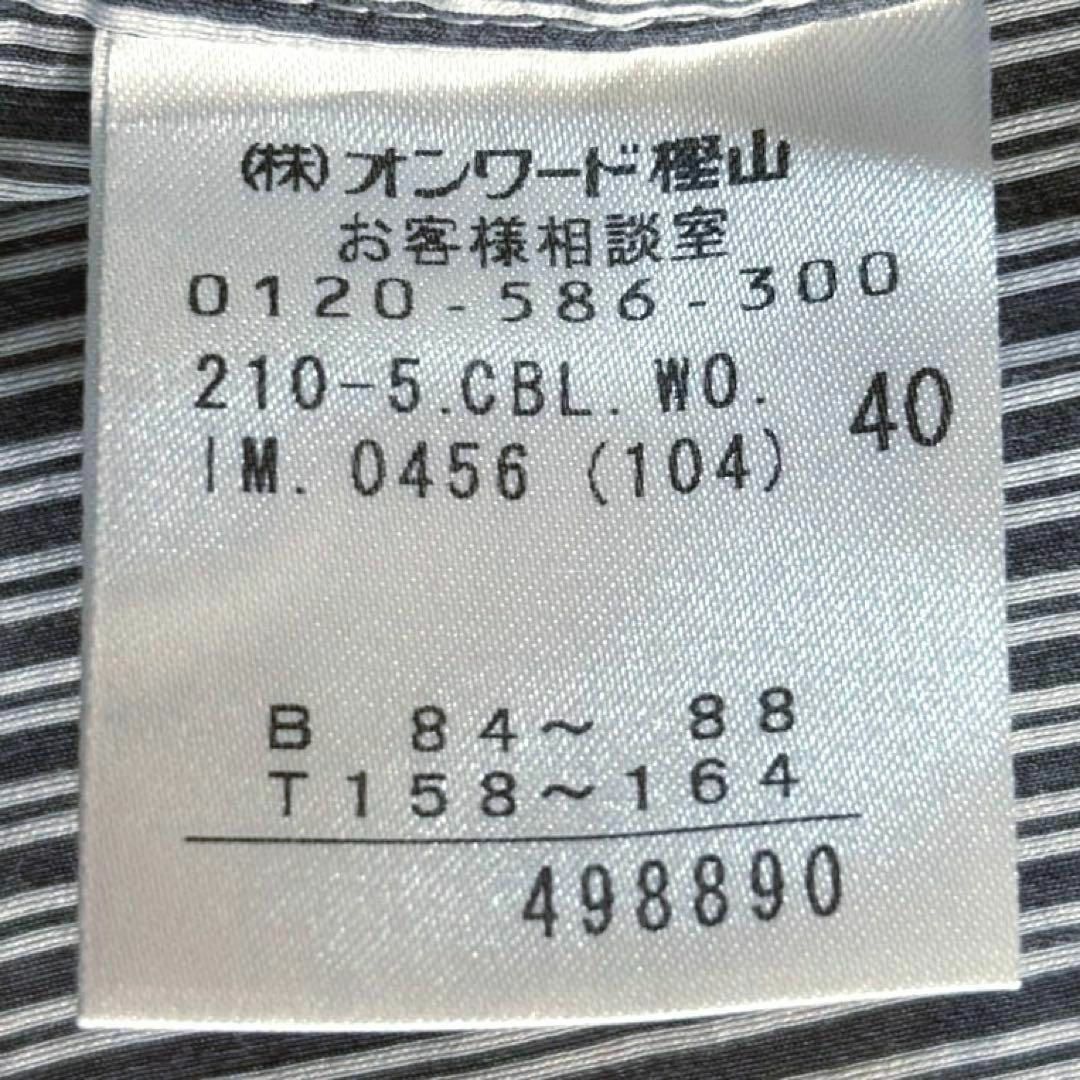 (株)オンワード樫山
お客様相談室
0120-586-300
210-5.CBL.WO. 40
IM. 0456 (104)
B 84～ 88
T158～164
498890